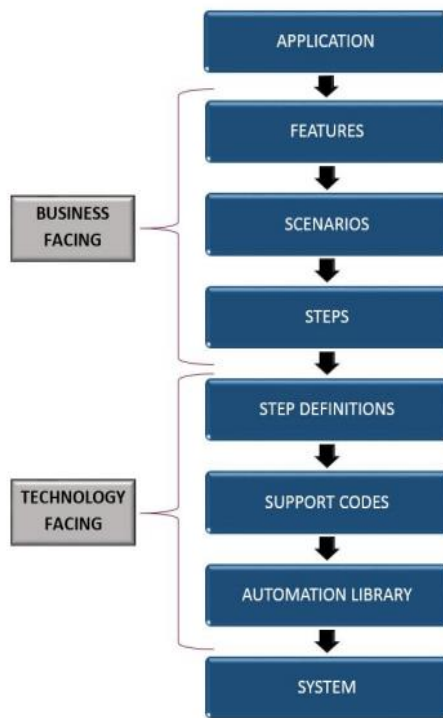 APPLICATION
FEATURES
BUSINESS
FACING
SCENARIOS
STEPS
STEP DEFINITIONS
TECHNOLOGY
FACING
SUPPORT CODES
AUTOMATION LIBRARY
SYSTEM